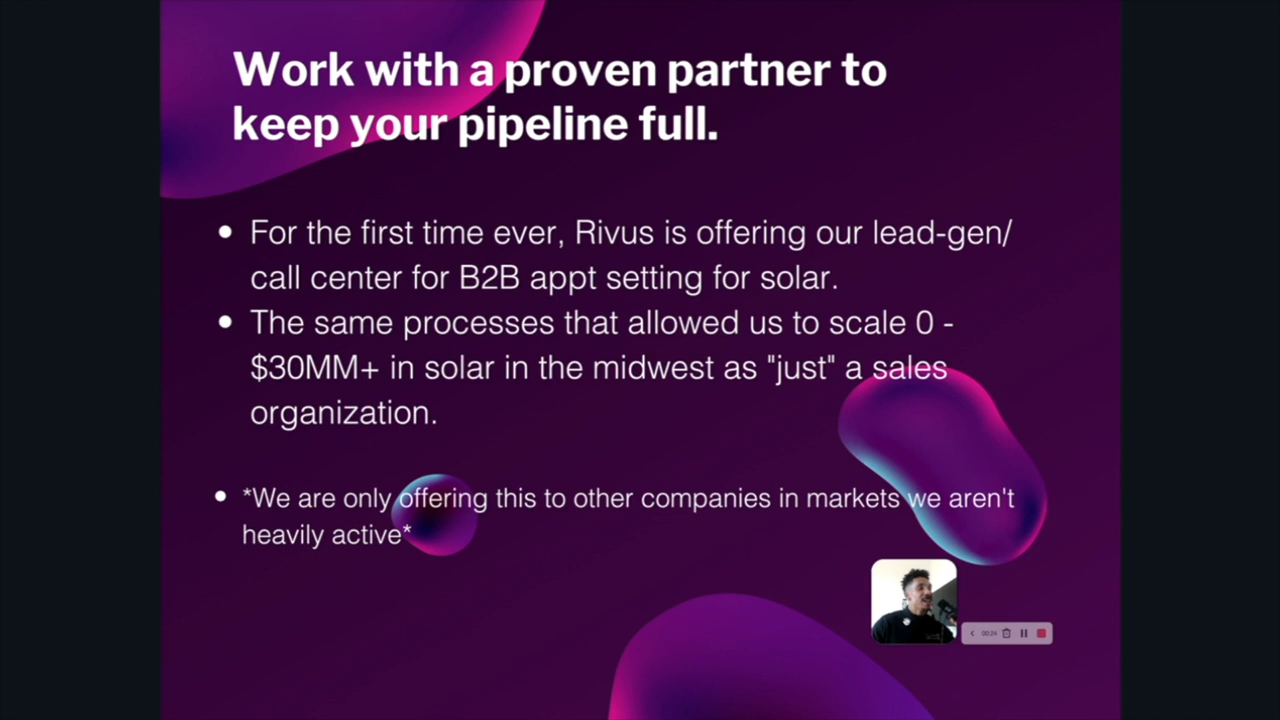 Work with a proven partner to
keep your pipeline full.
• For the first time ever, Rivus is offering our lead-gen/
call center for B2B appt setting for solar.
• The same processes that allowed us to scale 0 -
$30MM+ in solar in the midwest as "just" a sales
organization.
• *We are only offering this to other companies in markets we aren't
heavily active*
00:24